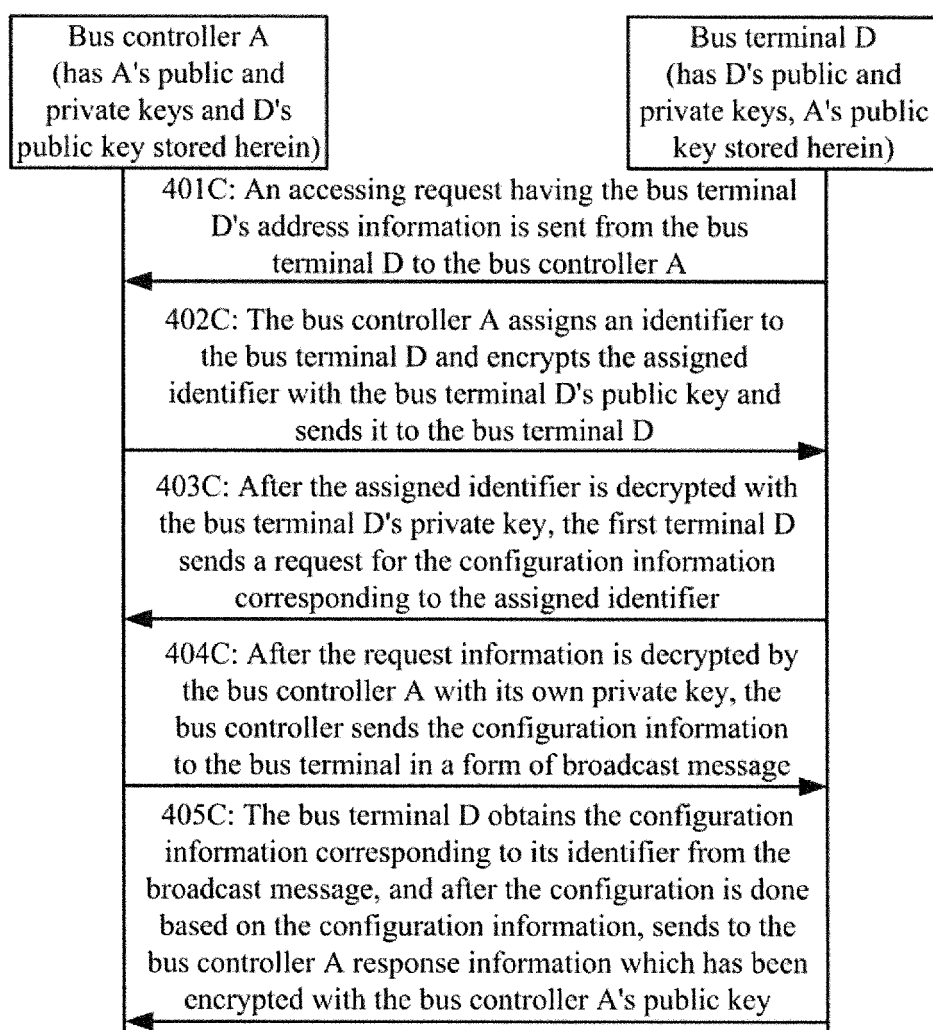 Bus controller A
(has A's public and
private keys and D's
public key stored herein)
Bus terminal D
(has D's public and
private keys, A's public
key stored herein)
401C: An accessing request having the bus terminal
D's address information is sent from the bus
terminal D to the bus controller A
402C: The bus controller A assigns an identifier to
the bus terminal D and encrypts the assigned
identifier with the bus terminal D's public key and
sends it to the bus terminal D
403C: After the assigned identifier is decrypted with
the bus terminal D's private key, the first terminal D
sends a request for the configuration information
corresponding to the assigned identifier
404C: After the request information is decrypted by
the bus controller A with its own private key, the
bus controller sends the configuration information
to the bus terminal in a form of broadcast message
405C: The bus terminal D obtains the configuration
information corresponding to its identifier from the
broadcast message, and after the configuration is done
based on the configuration information, sends to the
bus controller A response information which has been
encrypted with the bus controller A's public key